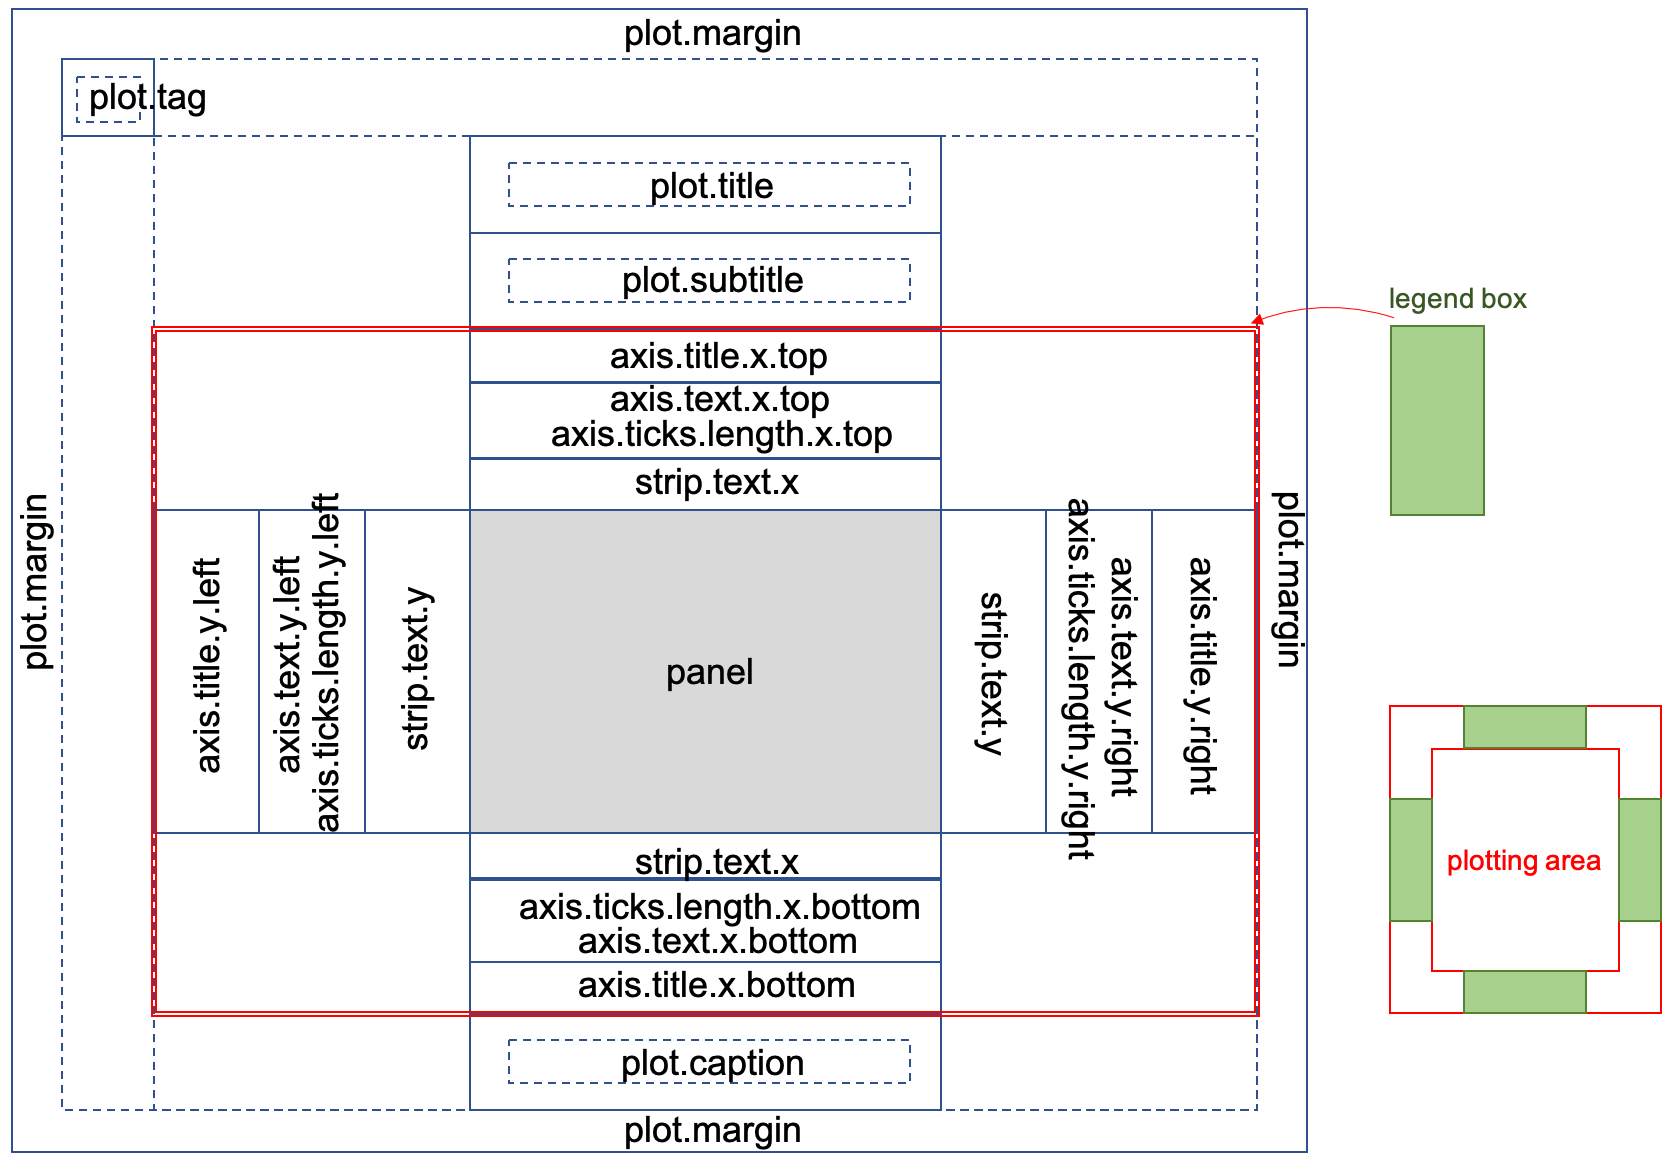 plot.margin
plot.tag
plot.title
plot.subtitle
legend box
axis.title.x.top
axis.text.x.top
axis.ticks.length.x.top
strip.text.x
plot.margin
axis.title.y.left
axis.text.y.left
axis.ticks.length.y.left
strip.text.y
panel
strip.text.y
axis.ticks.length.y.right
axis.text.y.right
axis.title.y.right
plot.margin
plotting area
strip.text.x
axis.ticks.length.x.bottom
axis.text.x.bottom
axis.title.x.bottom
plot.caption
plot.margin